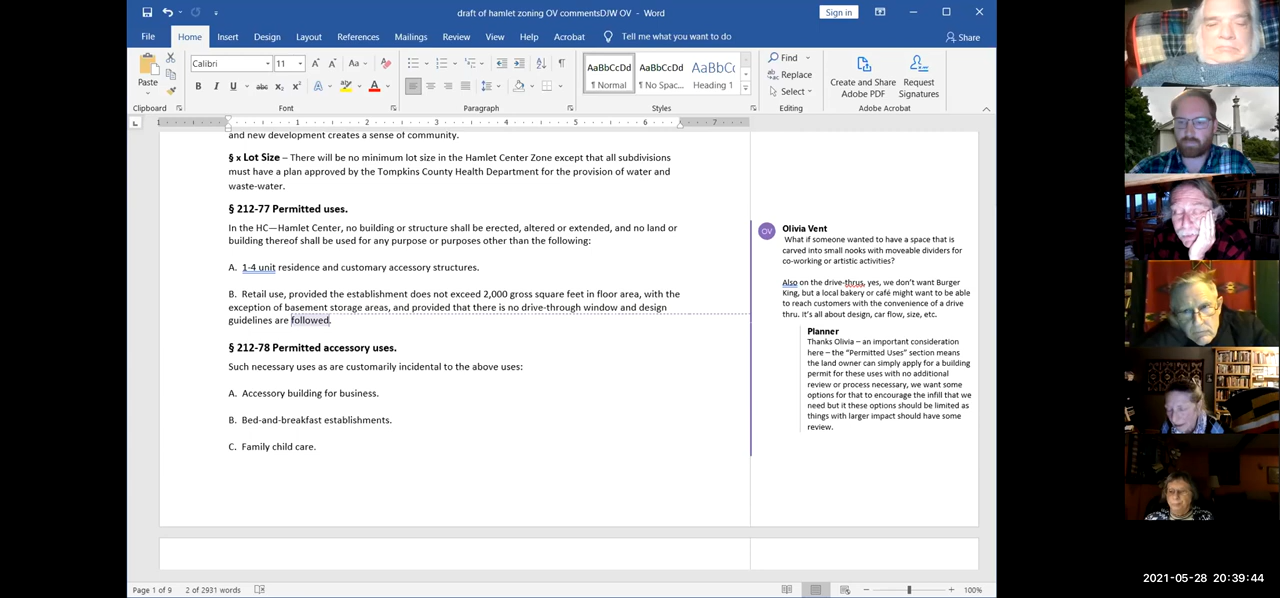 draft of hamlet zoning OV commentsDJW OV - Word
Sign in
File Home Insert Design Layout References Mailings Review View Help Acrobat Tell me what you want to do Share
Paste
Calibri 11
B I U abc x₂ x² A
AaBbCcDd AaBbCcDd AaBbCc
¶ Normal ¶ No Spac... Heading 1
Find
Replace
Select
Create and Share Adobe PDF
Request Signatures
Clipboard Font Paragraph Styles Editing Adobe Acrobat
1 1 2 3 4 5 6 7
and new development creates a sense of community.
§ x Lot Size – There will be no minimum lot size in the Hamlet Center Zone except that all subdivisions
must have a plan approved by the Tompkins County Health Department for the provision of water and
waste-water.
§ 212-77 Permitted uses.
In the HC—Hamlet Center, no building or structure shall be erected, altered or extended, and no land or
building thereof shall be used for any purpose or purposes other than the following:
A. 1-4 unit residence and customary accessory structures.
B. Retail use, provided the establishment does not exceed 2,000 gross square feet in floor area, with the
exception of basement storage areas, and provided that there is no drive-through window and design
guidelines are followed.
§ 212-78 Permitted accessory uses.
Such necessary uses as are customarily incidental to the above uses:
A. Accessory building for business.
B. Bed-and-breakfast establishments.
C. Family child care.
OV
Olivia Vent
What if someone wanted to have a space that is
carved into small nooks with moveable dividers for
co-working or artistic activities?
Also on the drive-thrus, yes, we don't want Burger
King, but a local bakery or café might want to be able
to reach customers with the convenience of a drive
thru. it's all about design, car flow, size, etc.
Planner
Thanks Olivia – an important consideration
here – the "Permitted Uses" section means
the land owner can simply apply for a building
permit for these uses with no additional
review or process necessary, we want some
options for that to encourage the infill that we
need but it these options should be limited as
things with larger impact should have some
review.
Page 1 of 9 2 of 2931 words
100%
2021-05-28 20:39:44